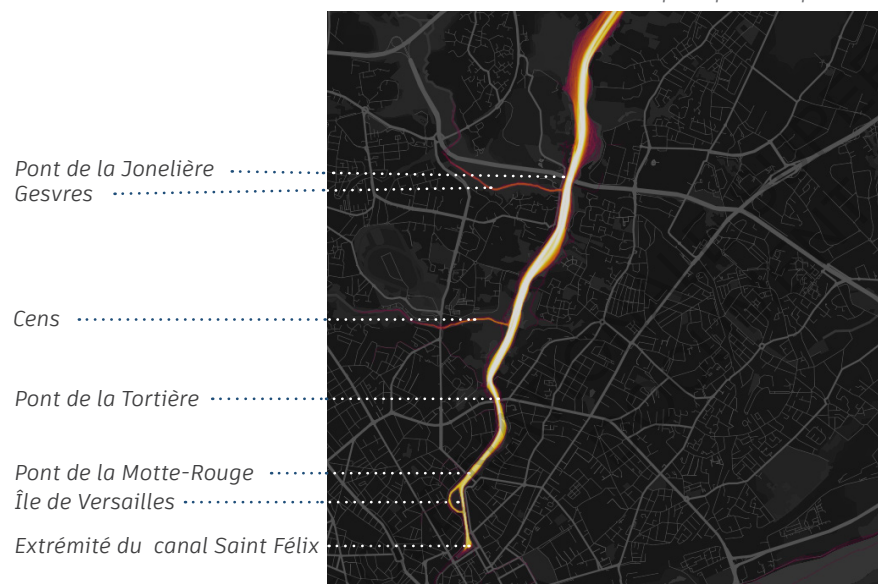 Pont de la Jonelière
Gesvres
Cens
Pont de la Tortière
Pont de la Motte-Rouge
Île de Versailles
Extrémité du  canal Saint Félix